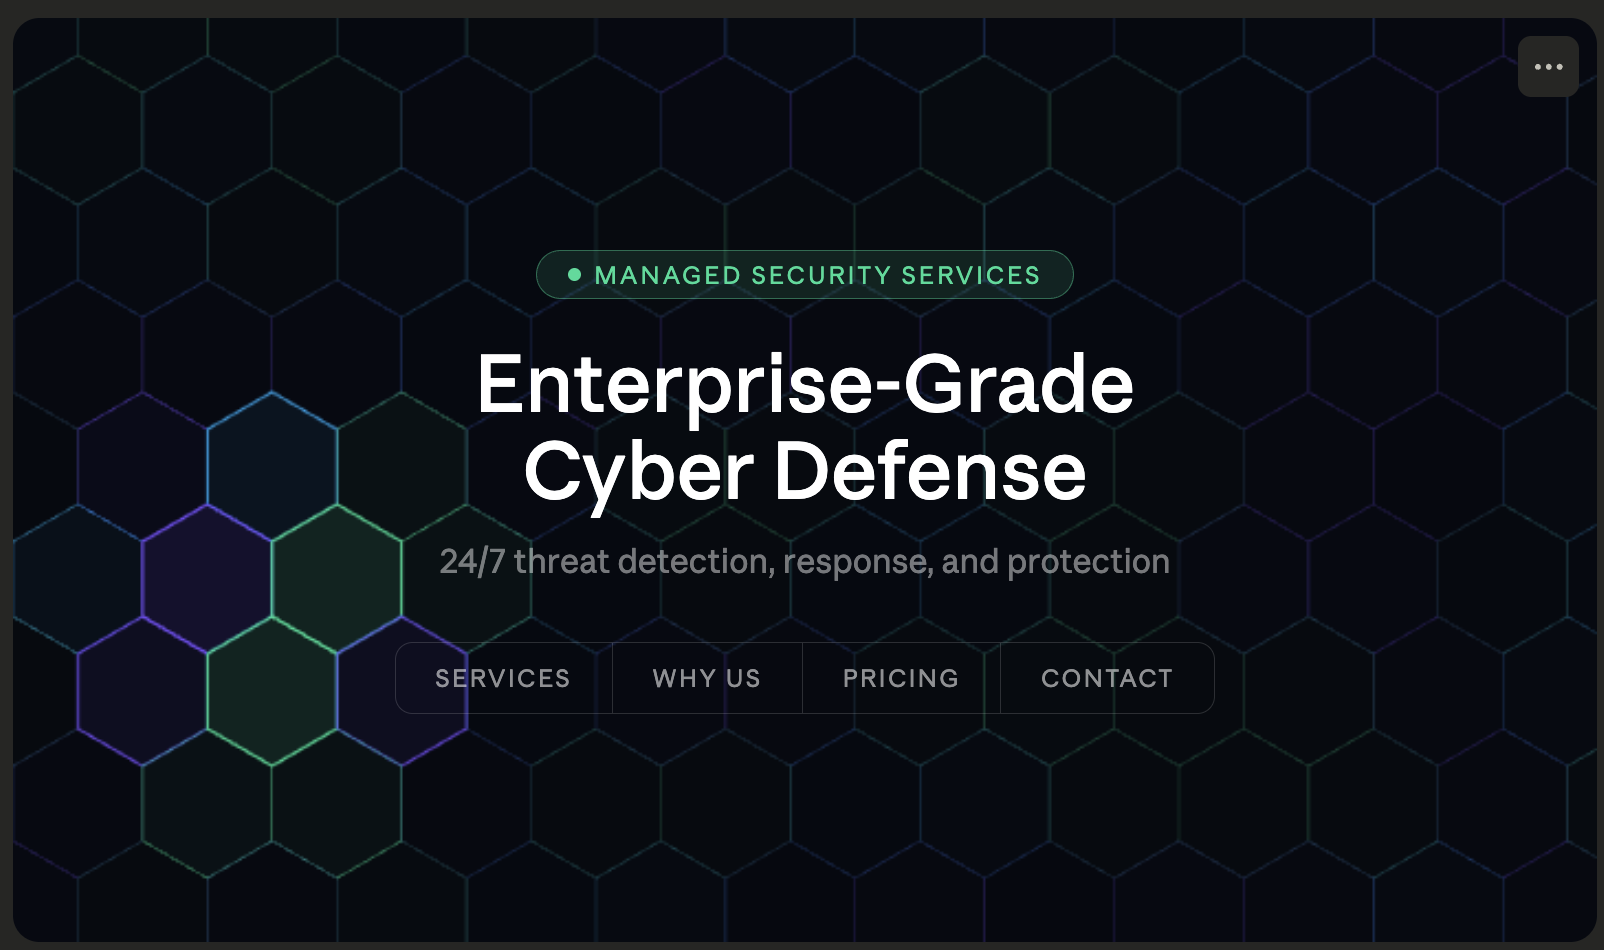 MANAGED SECURITY SERVICES
Enterprise-Grade
Cyber Defense
24/7 threat detection, response, and protection
SERVICES WHY US PRICING CONTACT